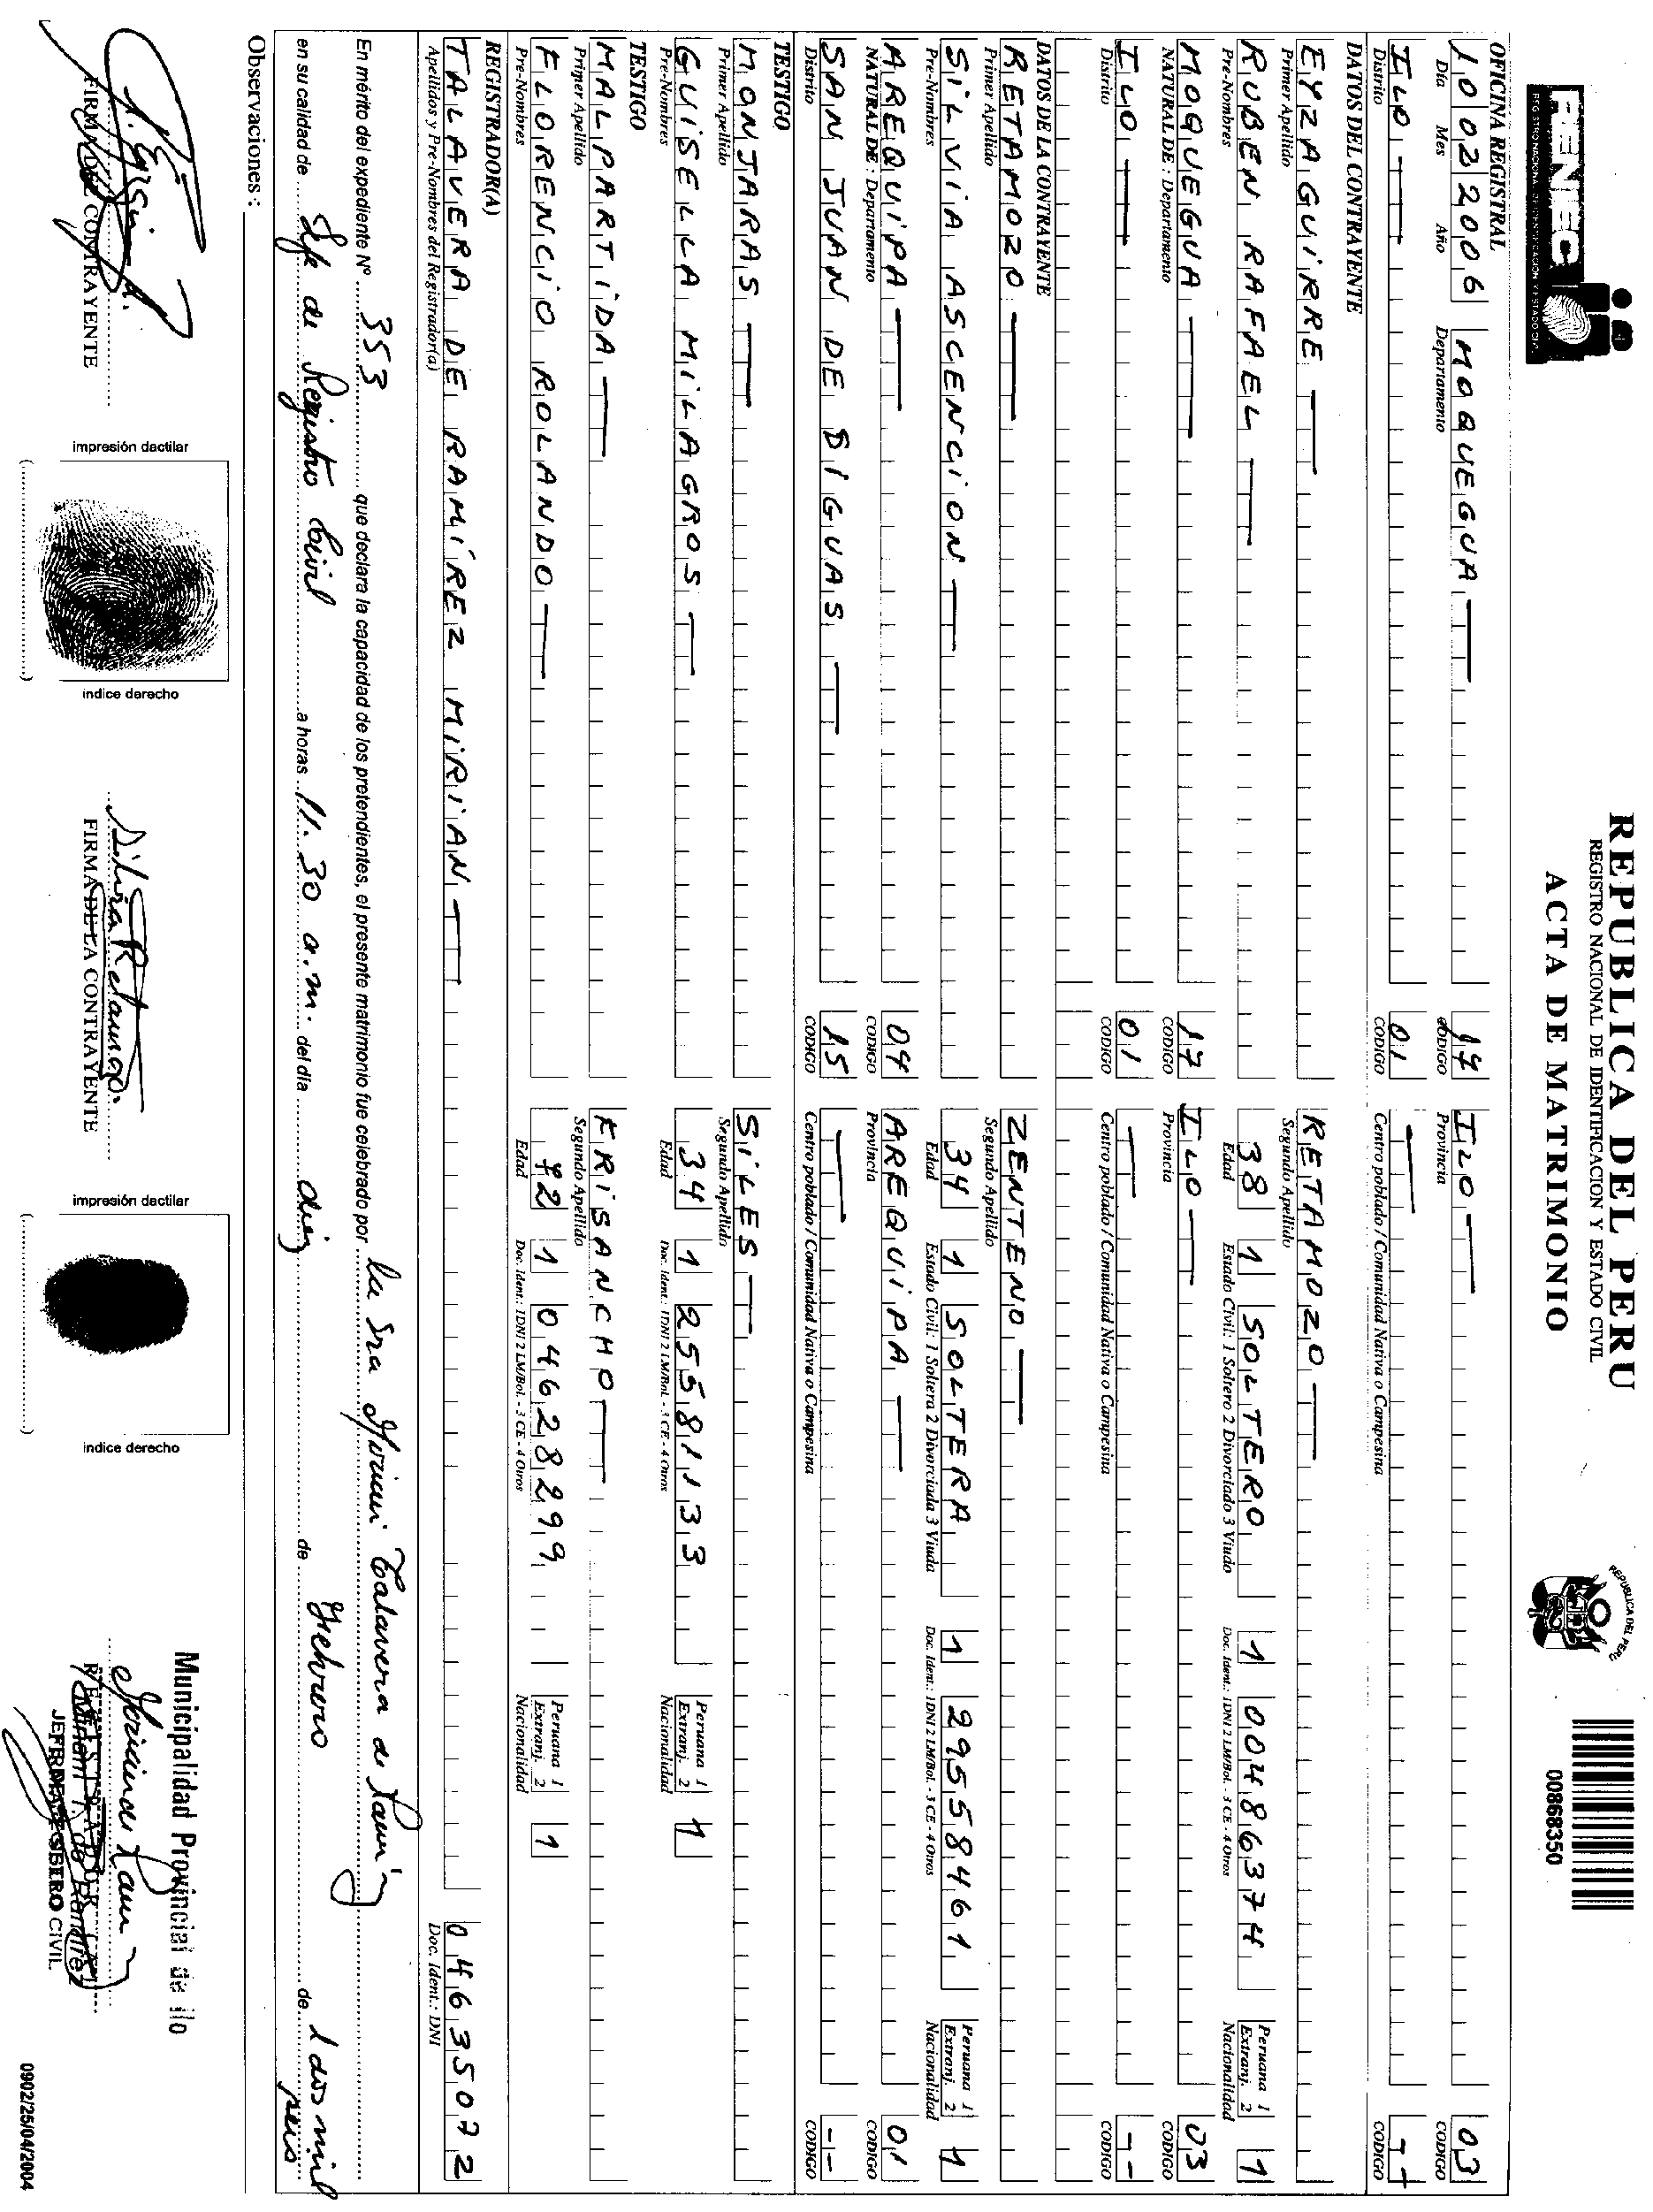 RENIEC
REGISTRO NACIONAL DE IDENTIFICACION Y ESTADO CIVIL
REPUBLICA DEL PERU
REGISTRO NACIONAL DE IDENTIFICACION Y ESTADO CIVIL
ACTA DE MATRIMONIO
REPUBLICA DEL PERU
00868350
OFICINA REGISTRAL
10 02 2006 MOQUEGUA 17 ILO 03
Día Mes Año Departamento CODIGO Provincia CODIGO
ILO 01 --
Distrito CODIGO Centro poblado / Comunidad Nativa o Campesina CODIGO
DATOS DEL CONTRAYENTE
EYZAGUIRRE RETAMOZO
Primer Apellido Segundo Apellido
RUBEN RAFAEL 38 1 SOLTERO 1 00486374 Peruana 1 Extranj. 2 1
Pre-Nombres Edad Estado Civil: 1 Soltero 2 Divorciado 3 Viudo Doc. Ident.: 1DNI 2 LM/Bol. - 3 CE - 4 Otros Nacionalidad
MOQUEGUA 17 ILO 03
NATURAL DE : Departamento CODIGO Provincia CODIGO
ILO 01 --
Distrito CODIGO Centro poblado / Comunidad Nativa o Campesina CODIGO
DATOS DE LA CONTRAYENTE
RETAMOZO ZENTENO
Primer Apellido Segundo Apellido
SILVIA ASCENCION 34 1 SOLTERA 1 29558461 Peruana 1 Extranj. 2 1
Pre-Nombres Edad Estado Civil: 1 Soltera 2 Divorciada 3 Viuda Doc. Ident.: 1DNI 2 LM/Bol. - 3 CE - 4 Otros Nacionalidad
AREQUIPA 04 AREQUIPA 01
NATURAL DE : Departamento CODIGO Provincia CODIGO
SAN JUAN DE DIGUAS 15 --
Distrito CODIGO Centro poblado / Comunidad Nativa o Campesina CODIGO
TESTIGO
MONJARAS SILES
Primer Apellido Segundo Apellido
GUISELLA MILAGROS 34 1 25581133 Peruana 1 Extranj. 2 1
Pre-Nombres Edad Doc. Ident.: 1DNI 2 LM/Bol. - 3 CE - 4 Otros Nacionalidad
TESTIGO
MALPARTIDA KRISANCHO
Primer Apellido Segundo Apellido
FLORENCIO ROLANDO 72 1 04628299 Peruana 1 Extranj. 2 1
Pre-Nombres Edad Doc. Ident.: 1DNI 2 LM/Bol. - 3 CE - 4 Otros Nacionalidad
REGISTRADOR(A)
TALAVERA DE RAMÍREZ MIRIAN 04635072
Apellidos y Pre-Nombres del Registrador(a) Doc. Ident.: DNI
En mérito del expediente Nº 353 que declara la capacidad de los pretendientes, el presente matrimonio fue celebrado por la Sra Talavera de
en su calidad de Jefe de Registro Civil a horas 11.30 a.m. del día diez de Febrero de dos mil seis
Observaciones :
impresión dactilar
índice derecho
FIRMA DEL CONTRAYENTE
Silvia Retamozo
FIRMA DE LA CONTRAYENTE
impresión dactilar
índice derecho
Municipalidad Provincial de Ilo
JEFE DE REGISTRO CIVIL
0902/25/04/2004